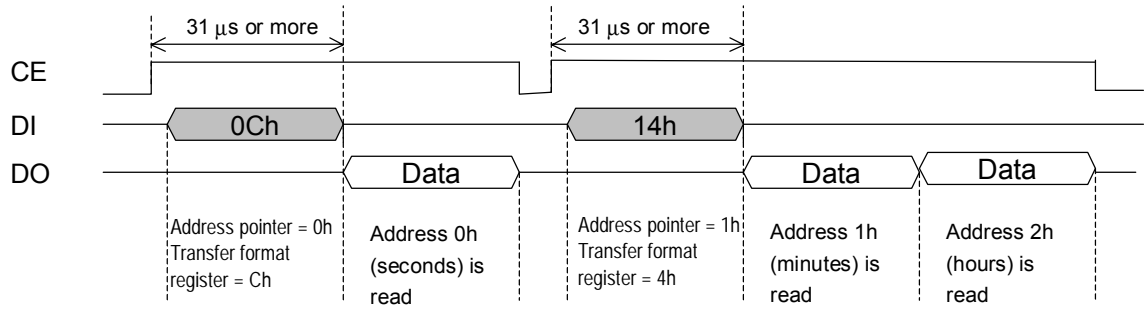 31 μs or more
31 μs or more
CE
DI
0Ch
14h
DO
Data
Data
Data
Address pointer = 0h
Transfer format
register = Ch
Address 0h
(seconds) is
read
Address pointer = 1h
Transfer format
register = 4h
Address 1h
(minutes) is
read
Address 2h
(hours) is
read